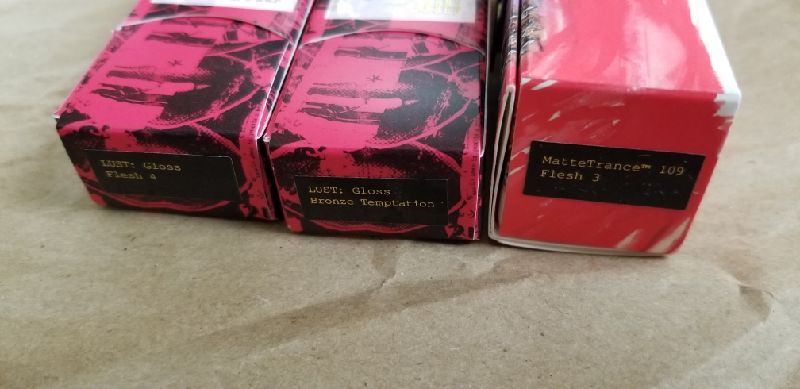 LUST: Gloss
Flesh 4
LUST: Gloss
Bronze Temptation
MatteTrance™ 109
Flesh 3